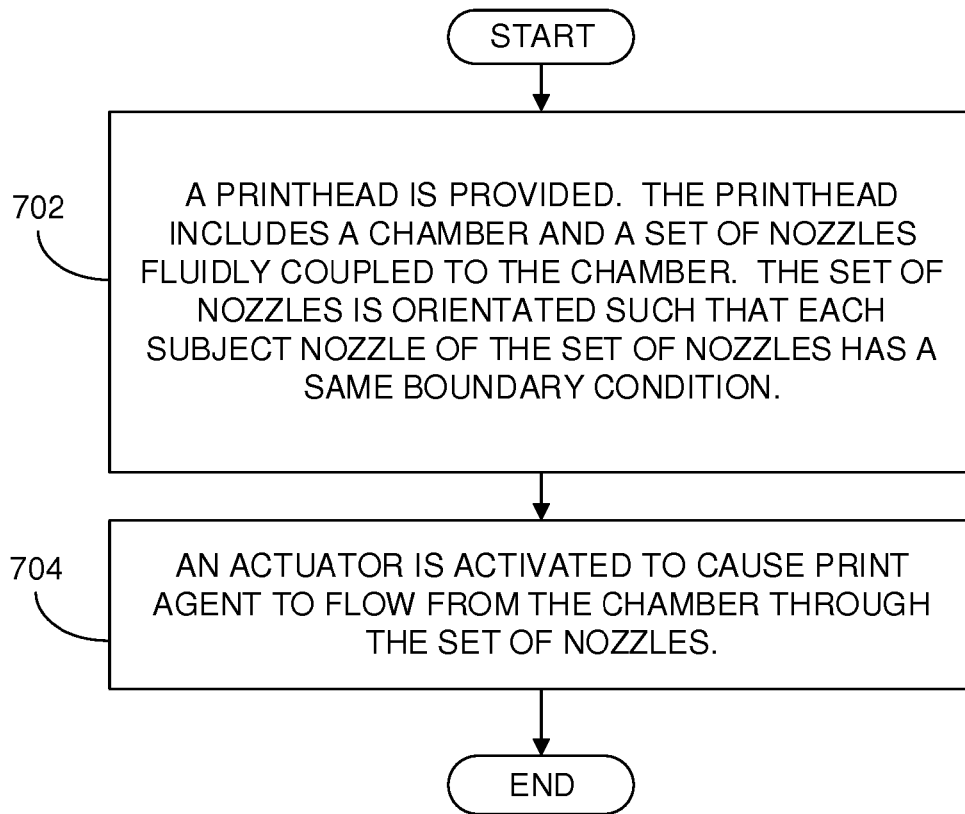 START
702
A PRINTHEAD IS PROVIDED. THE PRINTHEAD
INCLUDES A CHAMBER AND A SET OF NOZZLES
FLUIDLY COUPLED TO THE CHAMBER. THE SET OF
NOZZLES IS ORIENTATED SUCH THAT EACH
SUBJECT NOZZLE OF THE SET OF NOZZLES HAS A
SAME BOUNDARY CONDITION.
704
AN ACTUATOR IS ACTIVATED TO CAUSE PRINT
AGENT TO FLOW FROM THE CHAMBER THROUGH
THE SET OF NOZZLES.
END